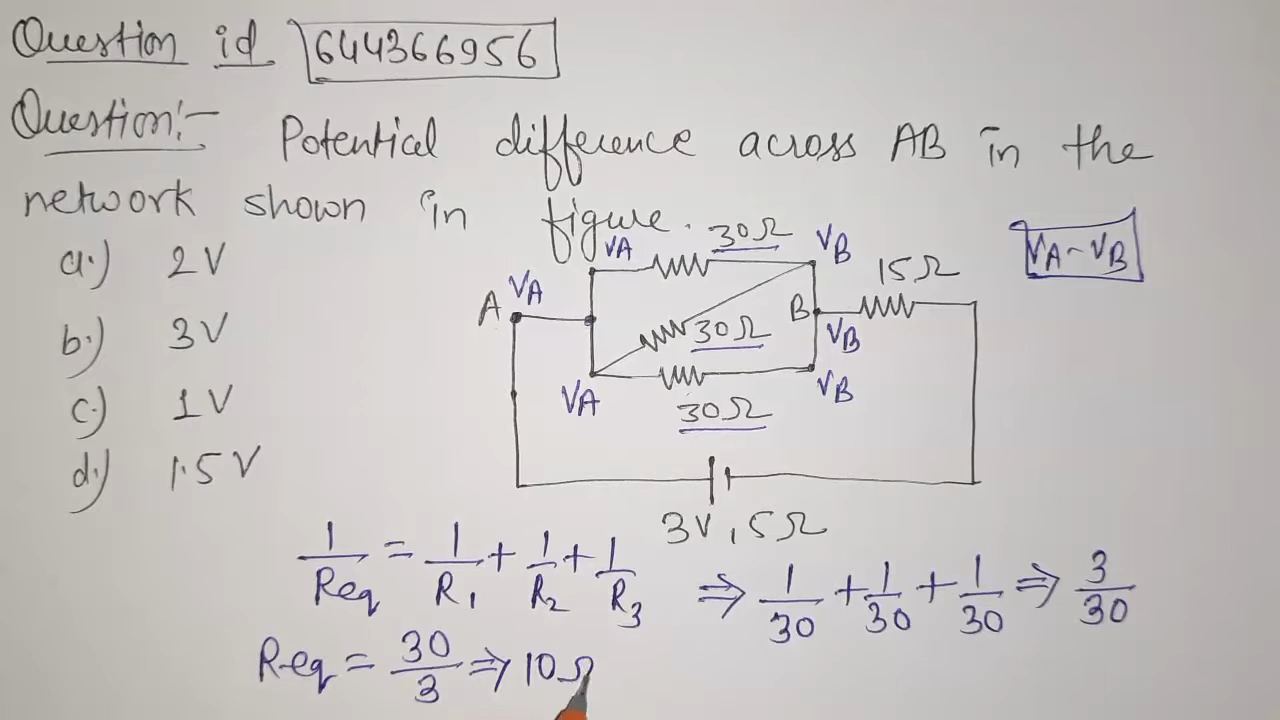 Question id 644366956
Question:- Potential difference across AB in the
network shown in figure.
a.) 2V
b.) 3V
c.) 1V
d.) 1.5V
30Ω
VA
VB
15Ω
VA - VB
A
VA
30Ω
B
VB
VA
VB
30Ω
3V, 5Ω
1/Req = 1/R1 + 1/R2 + 1/R3 ⇒ 1/30 + 1/30 + 1/30 ⇒ 3/30
Req = 30/3 ⇒ 10Ω